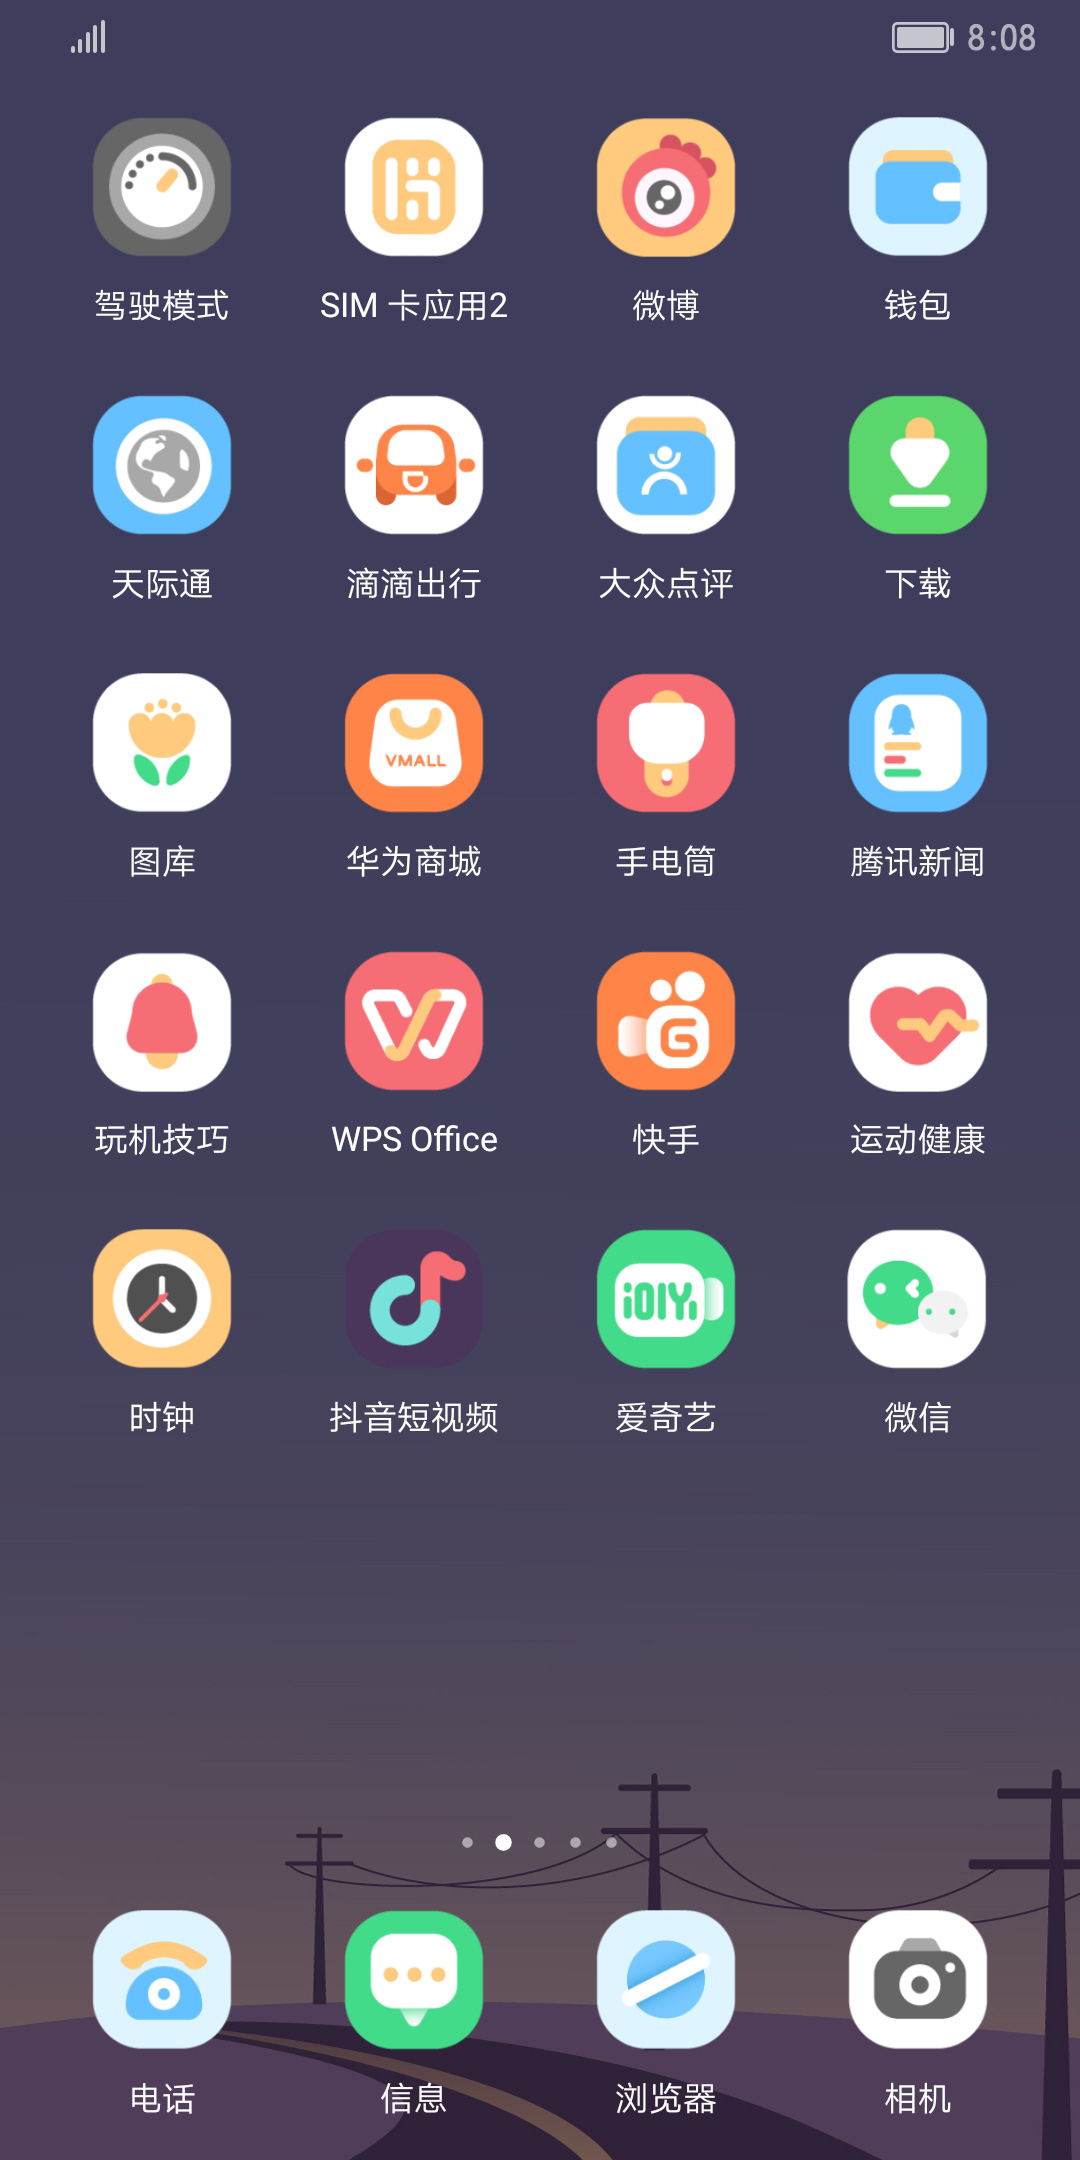 8:08
驾驶模式
SIM 卡应用2
微博
钱包
天际通
滴滴出行
大众点评
下载
VMALL
图库
华为商城
手电筒
腾讯新闻
玩机技巧
WPS Office
快手
运动健康
iQIYI
时钟
抖音短视频
爱奇艺
微信
电话
信息
浏览器
相机